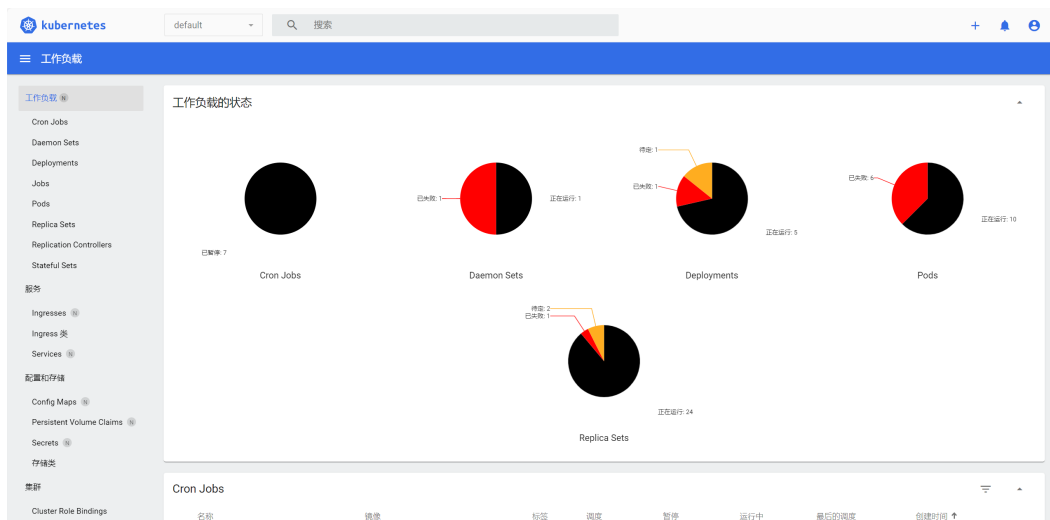 kubernetes
default
搜索
工作负载
工作负载 N
Cron Jobs
Daemon Sets
Deployments
Jobs
Pods
Replica Sets
Replication Controllers
Stateful Sets
服务
Ingresses N
Ingress 类
Services N
配置和存储
Config Maps N
Persistent Volume Claims N
Secrets N
存储类
集群
Cluster Role Bindings
工作负载的状态
已暂停: 7
Cron Jobs
已失败: 1
正在运行: 1
Daemon Sets
待定: 1
已失败: 1
正在运行: 5
Deployments
已失败: 6
正在运行: 10
Pods
待定: 2
已失败: 1
正在运行: 24
Replica Sets
Cron Jobs
名称 镜像 标签 调度 暂停 运行中 最后的调度 创建时间